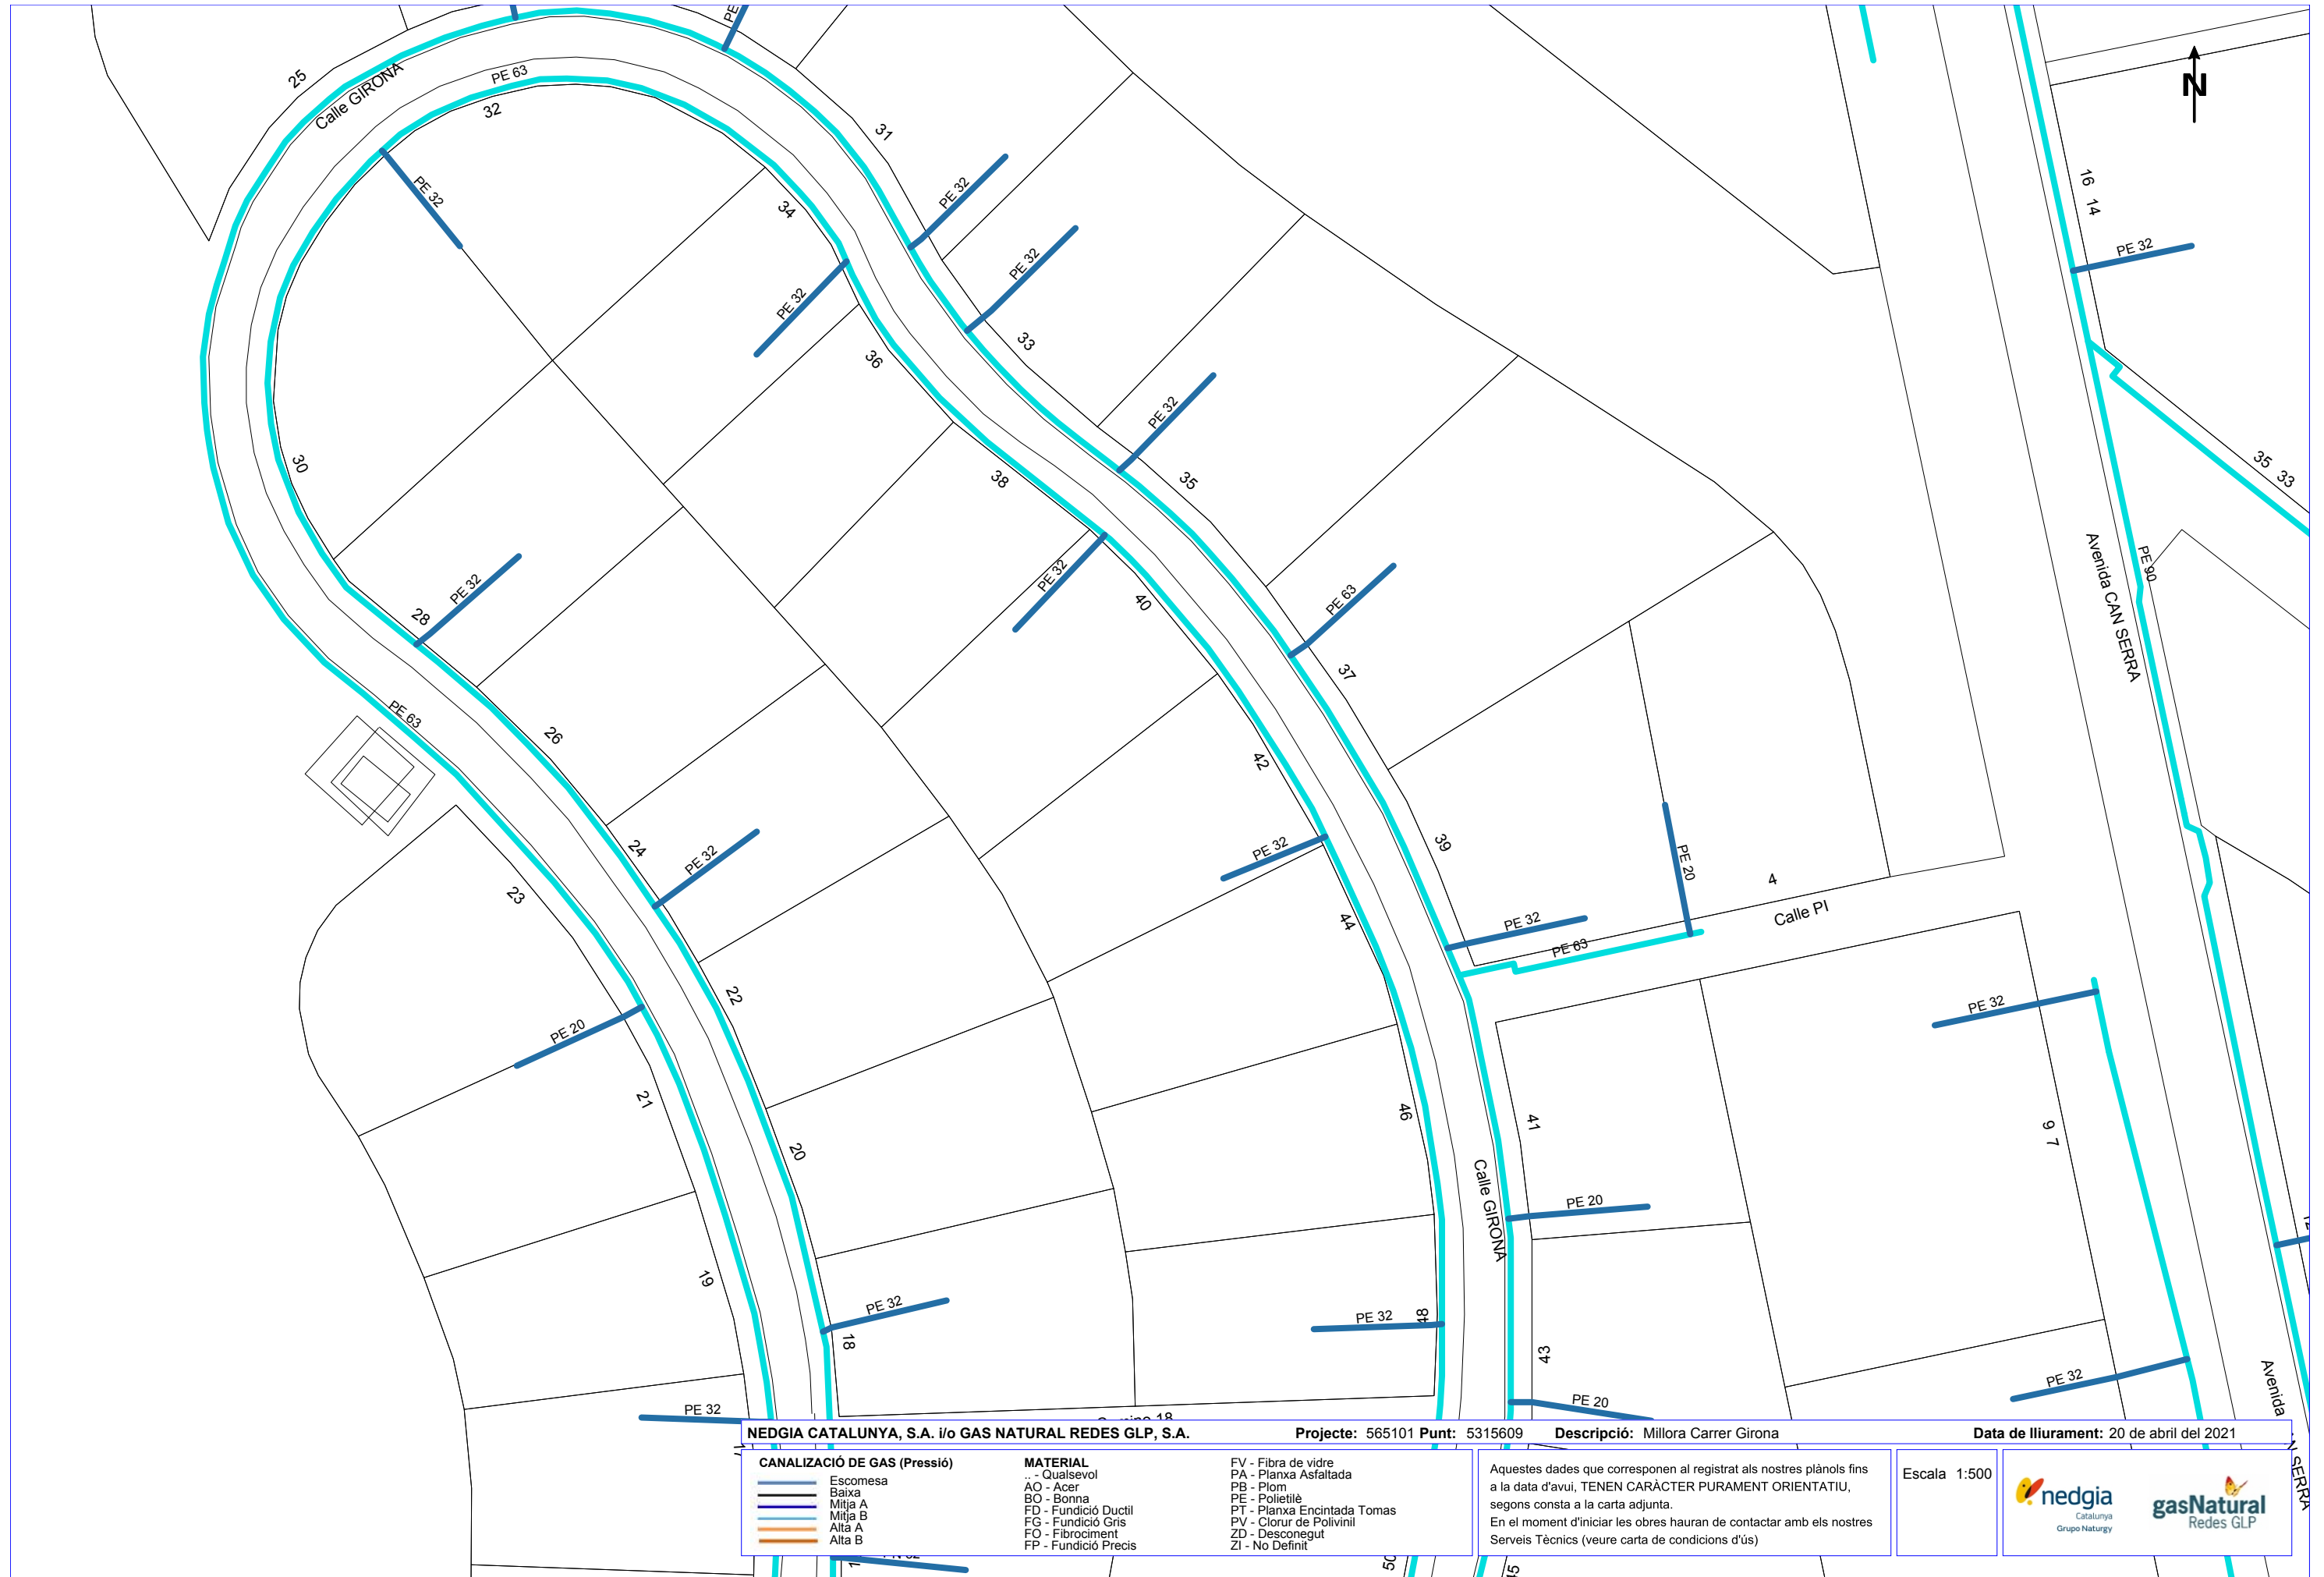 25
Calle GIRONA
PE 63
32
PE
31
PE 32
34
PE 32
PE 32
PE 32
36
33
PE 32
30
38
35
PE 32
28
PE 32
40
PE 63
37
PE 63
26
42
24
PE 32
PE 32
39
23
44
PE 32
PE 20
4
Calle PI
PE 63
22
PE 20
21
46
20
41
Calle GIRONA
PE 20
19
PE 32
18
PE 32
48
43
PE 32
PE 20
16 14
PE 32
35 33
Avenida CAN SERRA
PE 90
PE 32
9 7
PE 32
Avenida
N SERRA
50
45
N
NEDGIA CATALUNYA, S.A. i/o GAS NATURAL REDES GLP, S.A. Projecte: 565101 Punt: 5315609 Descripció: Millora Carrer Girona Data de lliurament: 20 de abril del 2021
CANALIZACIÓ DE GAS (Pressió)
Escomesa
Baixa
Mitja A
Mitja B
Alta A
Alta B
MATERIAL
.. - Qualsevol
AO - Acer
BO - Bonna
FD - Fundició Ductil
FG - Fundició Gris
FO - Fibrociment
FP - Fundició Precis
FV - Fibra de vidre
PA - Planxa Asfaltada
PB - Plom
PE - Polietilè
PT - Planxa Encintada Tomas
PV - Clorur de Polivinil
ZD - Desconegut
ZI - No Definit
Aquestes dades que corresponen al registrat als nostres plànols fins
a la data d'avui, TENEN CARÀCTER PURAMENT ORIENTATIU,
segons consta a la carta adjunta.
En el moment d'iniciar les obres hauran de contactar amb els nostres
Serveis Tècnics (veure carta de condicions d'ús)
Escala 1:500
nedgia
Catalunya
Grupo Naturgy
gasNatural
Redes GLP